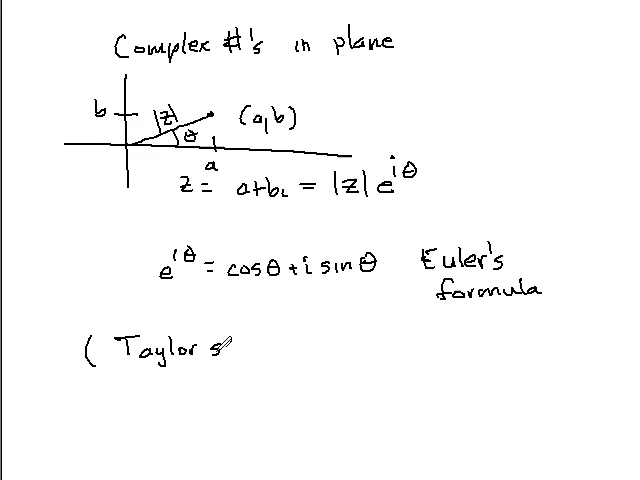 Complex #'s in plane
b |z| θ (a,b)
a
z = a+bi = |z| e^{iθ}
e^{iθ} = cosθ + i sinθ Euler's
formula
( Taylor s